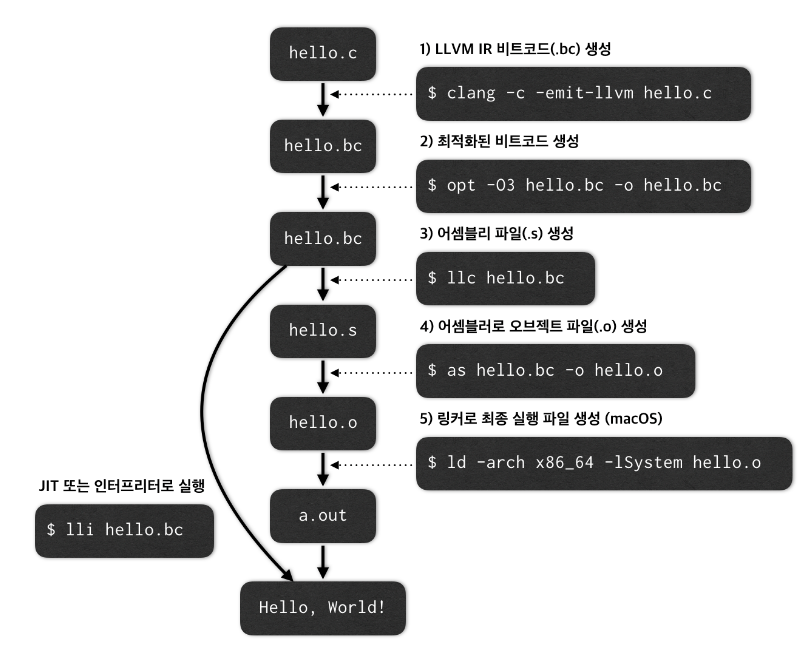 hello.c
1) LLVM IR 비트코드(.bc) 생성
$ clang -c -emit-llvm hello.c
hello.bc
2) 최적화된 비트코드 생성
$ opt -O3 hello.bc -o hello.bc
hello.bc
3) 어셈블리 파일(.s) 생성
$ llc hello.bc
hello.s
4) 어셈블러로 오브젝트 파일(.o) 생성
$ as hello.bc -o hello.o
hello.o
5) 링커로 최종 실행 파일 생성 (macOS)
$ ld -arch x86_64 -lSystem hello.o
a.out
JIT 또는 인터프리터로 실행
$ lli hello.bc
Hello, World!